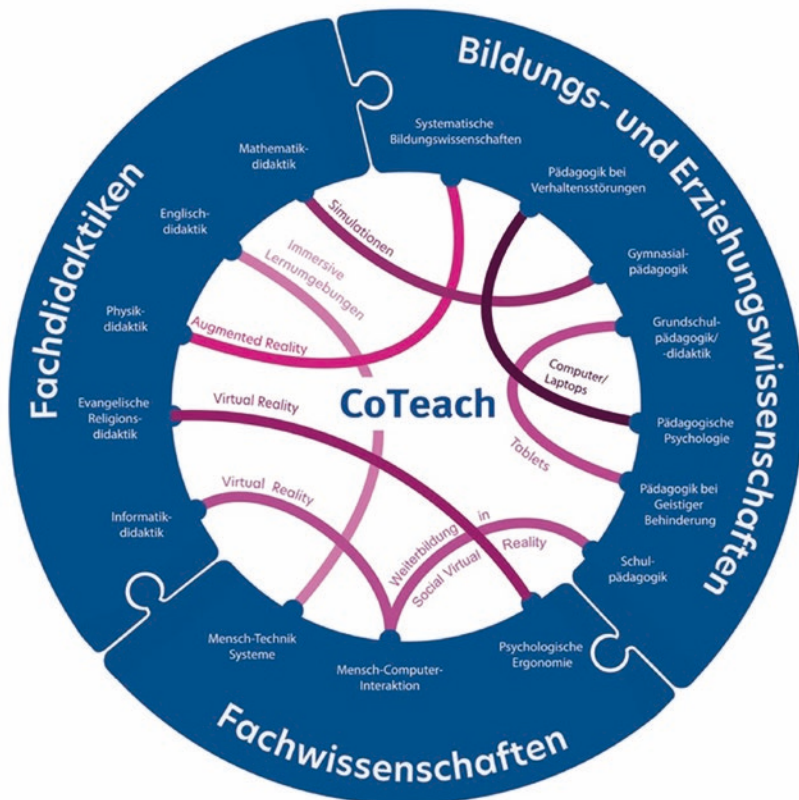 Bildungs- und Erziehungswissenschaften
Systematische
Bildungswissenschaften
Pädagogik bei
Verhaltensstörungen
Gymnasial-
pädagogik
Grundschul-
pädagogik/
-didaktik
Pädagogische
Psychologie
Pädagogik bei
Geistiger
Behinderung
Schul-
pädagogik
Fachdidaktiken
Mathematik-
didaktik
Englisch-
didaktik
Physik-
didaktik
Evangelische
Religions-
didaktik
Informatik-
didaktik
Simulationen
Immersive
Lernumgebungen
Augmented Reality
Computer/
Laptops
CoTeach
Virtual Reality
Tablets
Virtual Reality
Weiterbildung in
Social Virtual Reality
Mensch-Technik
Systeme
Mensch-Computer-
Interaktion
Psychologische
Ergonomie
Fachwissenschaften